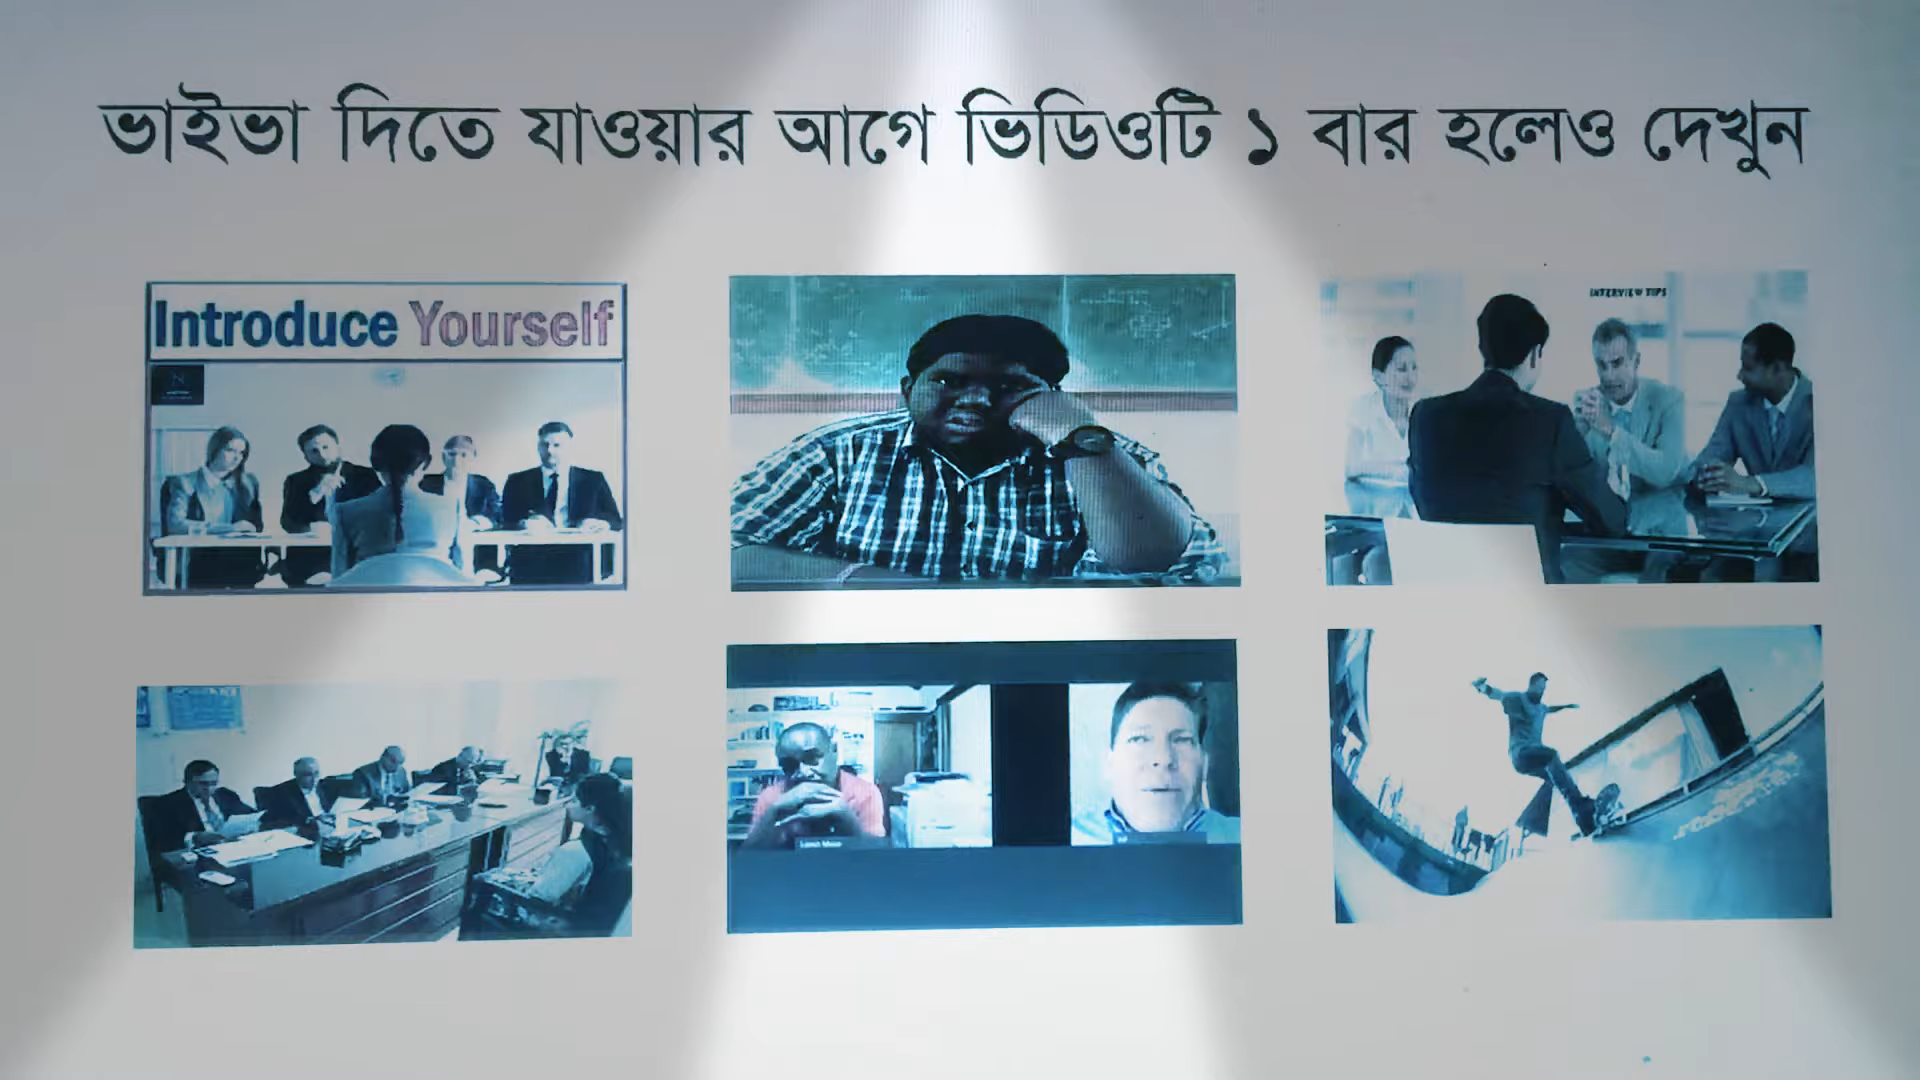 ভাইভা দিতে যাওয়ার আগে ভিডিওটি ১ বার হলেও দেখুন
Introduce Yourself
INTERVIEW TIPS